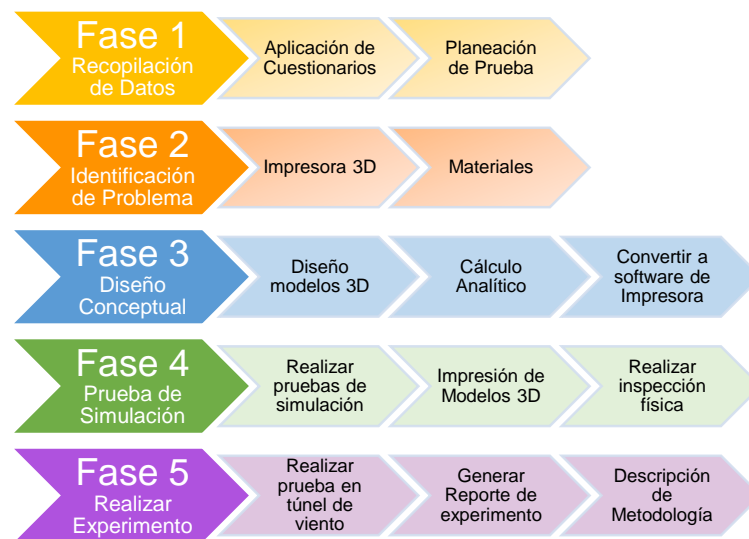 Fase 1
Recopilación
de Datos
Aplicación de
Cuestionarios
Planeación
de Prueba
Fase 2
Identificación
de Problema
Impresora 3D
Materiales
Fase 3
Diseño
Conceptual
Diseño
modelos 3D
Cálculo
Analítico
Convertir a
software de
Impresora
Fase 4
Prueba de
Simulación
Realizar
pruebas de
simulación
Impresión de
Modelos 3D
Realizar
inspección
física
Fase 5
Realizar
Experimento
Realizar
prueba en
túnel de
viento
Generar
Reporte de
experimento
Descripción
de
Metodología